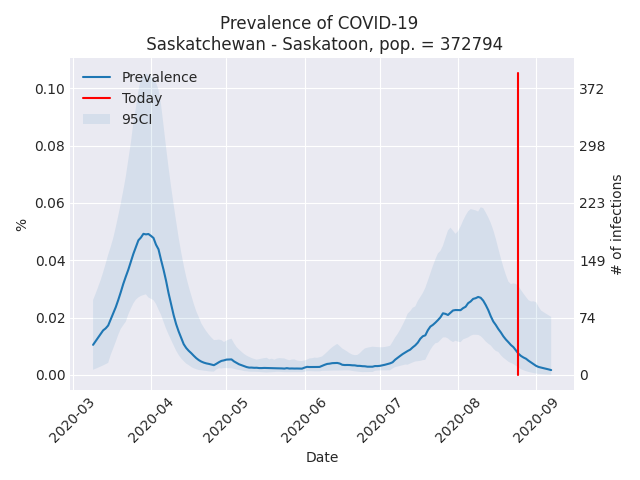 Prevalence of COVID-19
Saskatchewan - Saskatoon, pop. = 372794
Prevalence
Today
95CI
0.10
0.08
0.06
0.04
0.02
0.00
%
372
298
223
149
74
0
# of infections
2020-03
2020-04
2020-05
2020-06
2020-07
2020-08
2020-09
Date